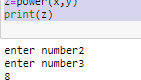 z=power(x,y)
print(z)
enter number2
enter number3
8